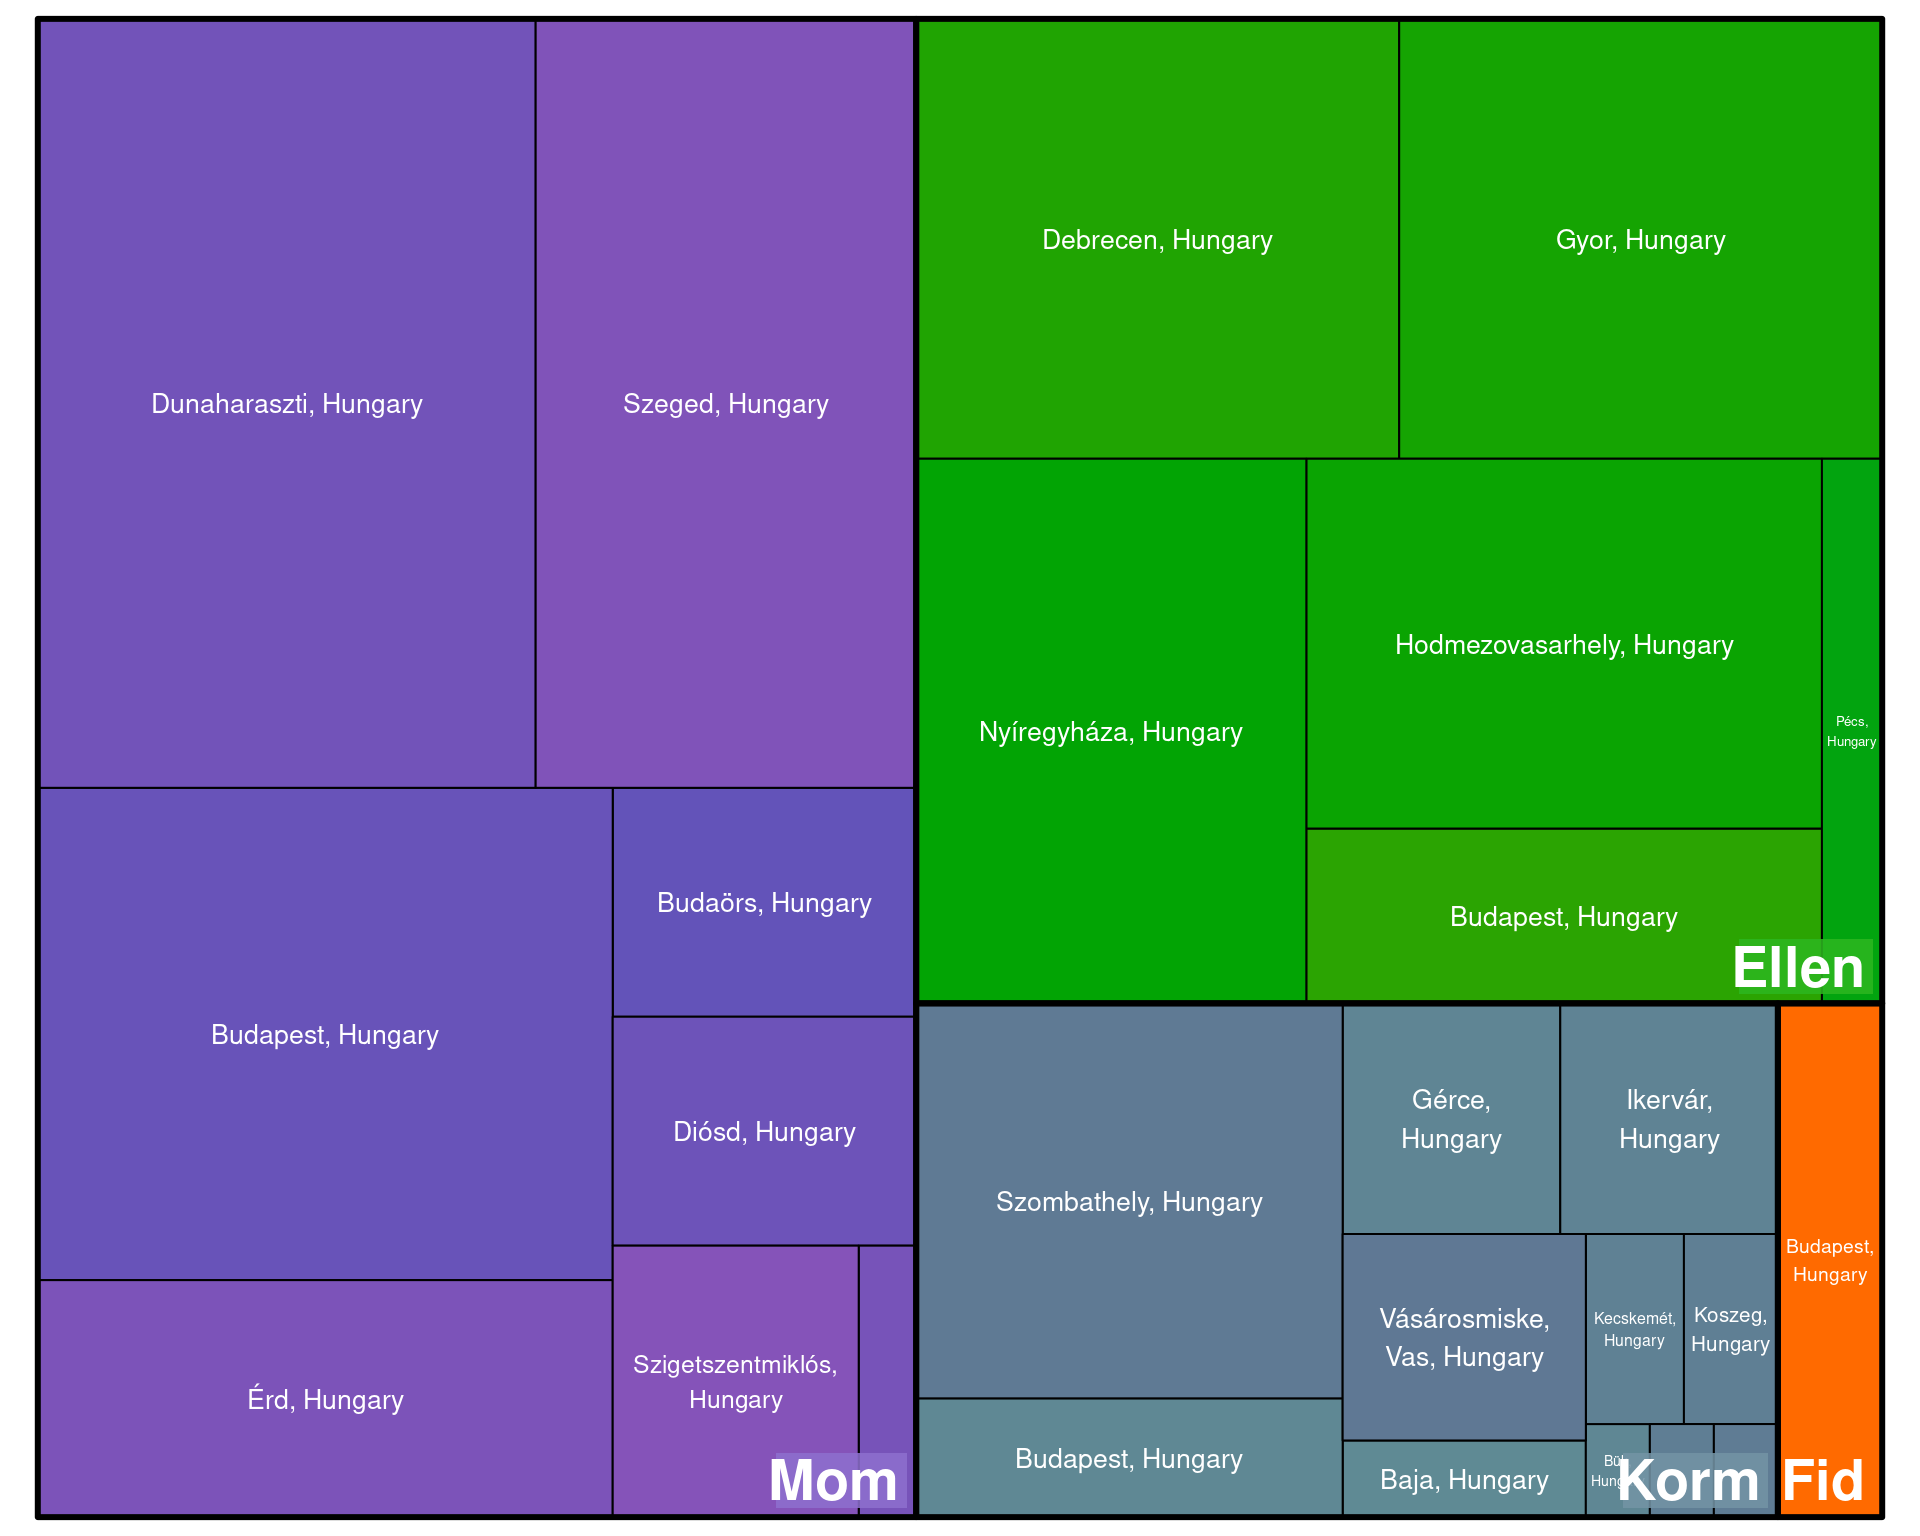 Dunaharaszti, Hungary
Szeged, Hungary
Budapest, Hungary
Budaörs, Hungary
Diósd, Hungary
Érd, Hungary
Szigetszentmiklós,
Hungary
Mom
Debrecen, Hungary
Gyor, Hungary
Nyíregyháza, Hungary
Hodmezovasarhely, Hungary
Pécs,
Hungary
Budapest, Hungary
Ellen
Szombathely, Hungary
Gérce,
Hungary
Ikervár,
Hungary
Vásárosmiske,
Vas, Hungary
Kecskemét,
Hungary
Koszeg,
Hungary
Budapest, Hungary
Baja, Hungary
Korm
Budapest,
Hungary
Fid